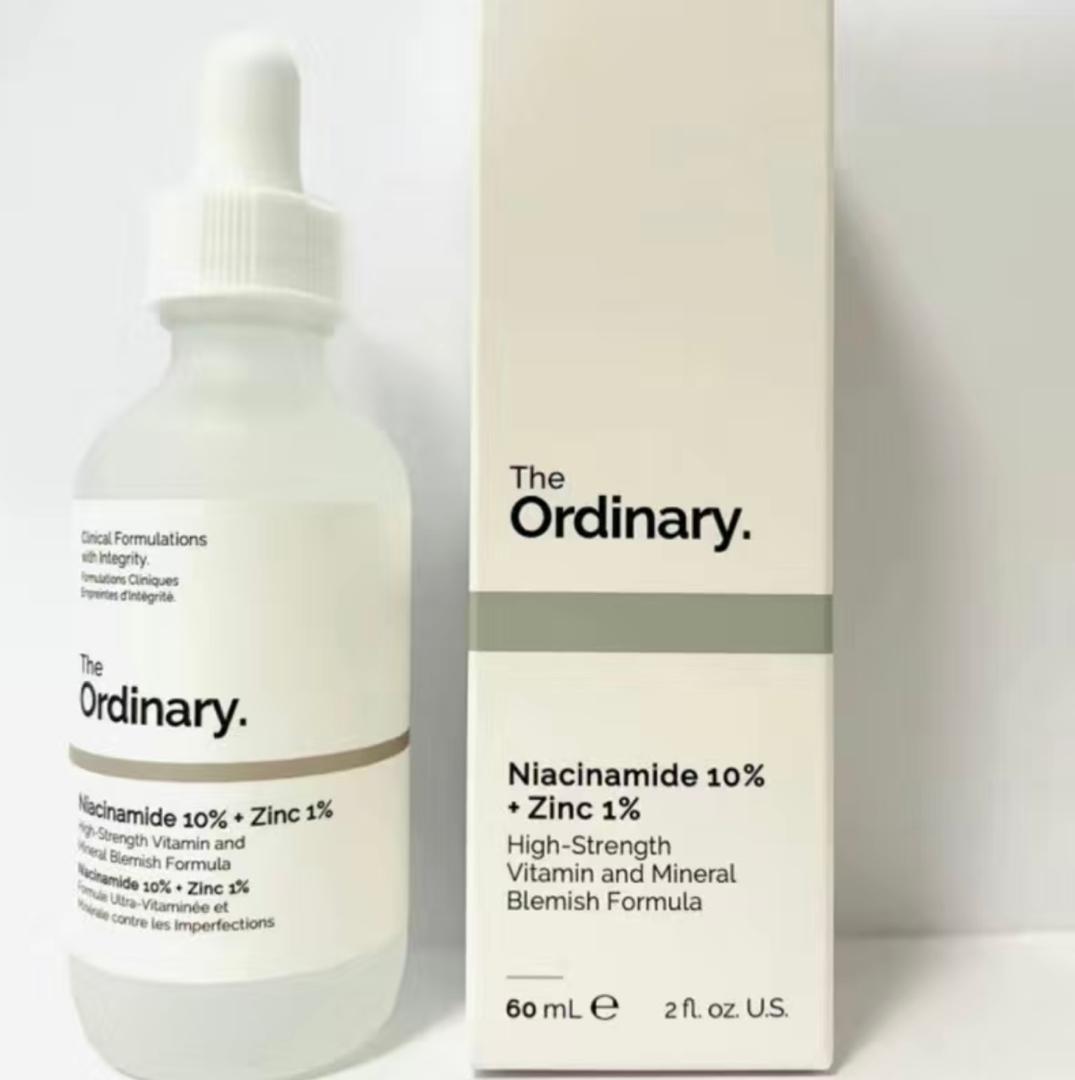 Clinical Formulations
with Integrity.
Formulations Cliniques
Empreintes d'Intégrité.
The
Ordinary.
Niacinamide 10% + Zinc 1%
High-Strength Vitamin and
Mineral Blemish Formula
Niacinamide 10% + Zinc 1%
Formule Ultra-Vitaminée et
Minérale contre les Imperfections
The
Ordinary.
Niacinamide 10%
+ Zinc 1%
High-Strength
Vitamin and Mineral
Blemish Formula
60 mL ℮ 2 fl. oz. U.S.